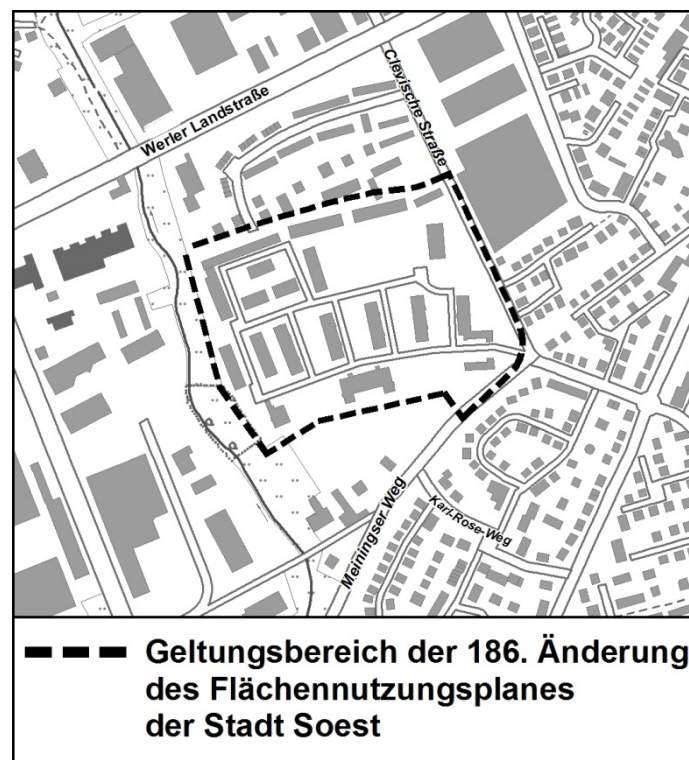 Werler Landstraße
Clevische Straße
Meiningser Weg
Karl-Rose-Weg
Geltungsbereich der 186. Änderung
des Flächennutzungsplanes
der Stadt Soest